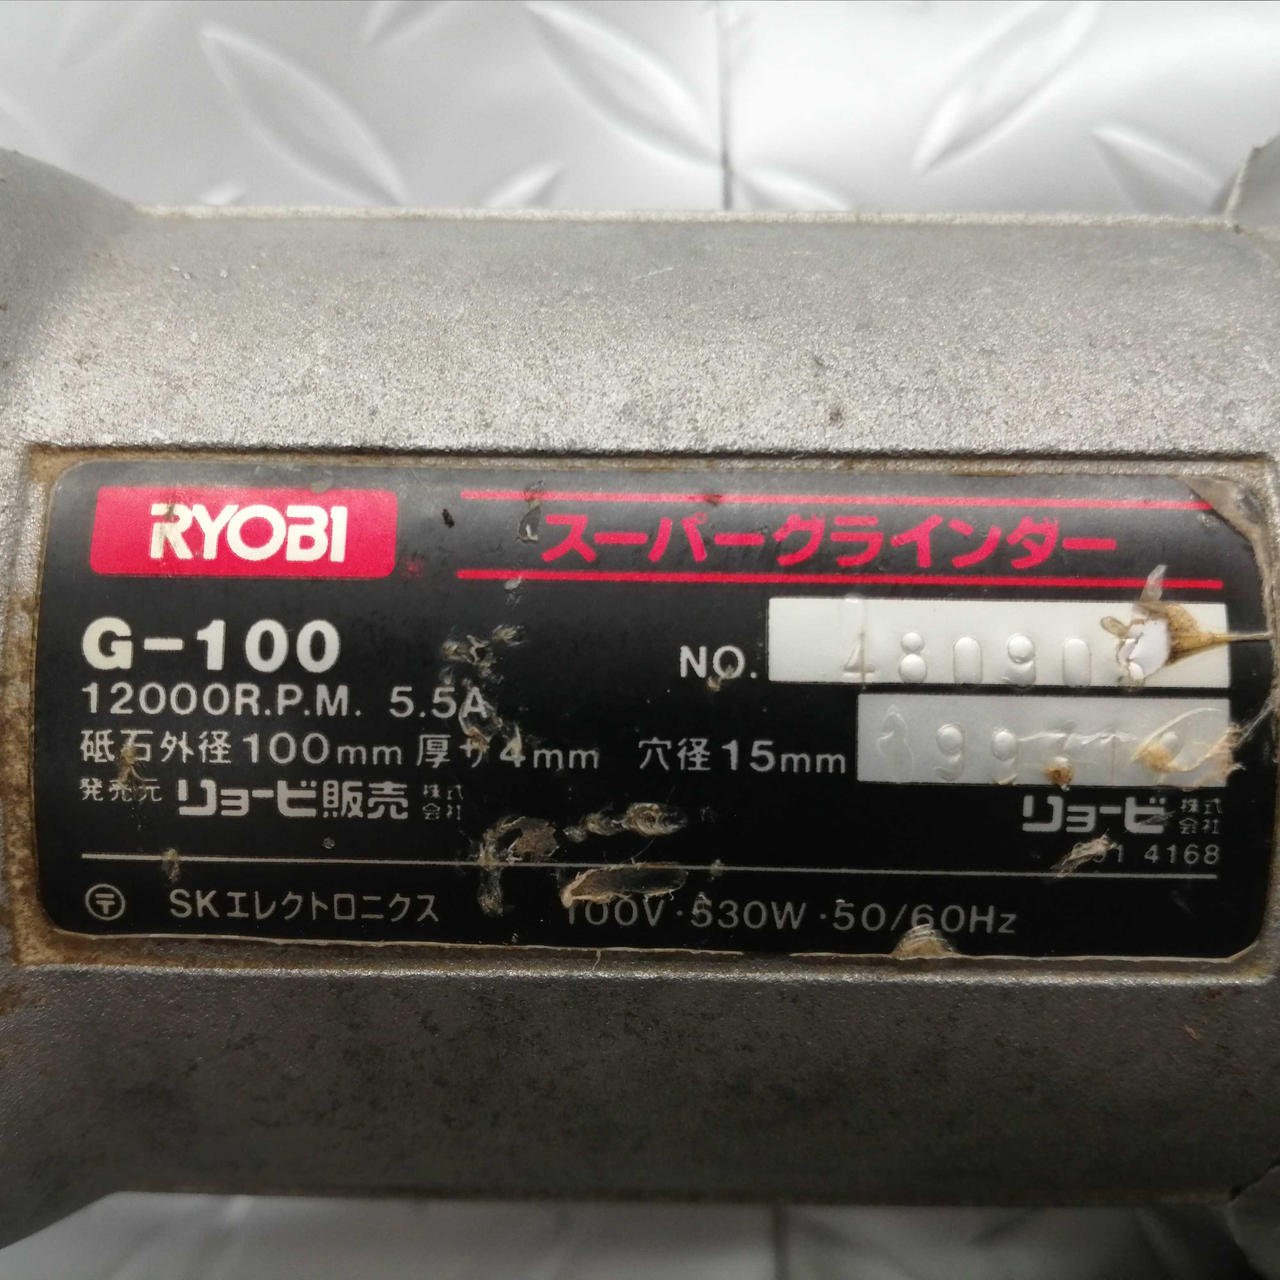 RYOBI スーパーグラインダー
G-100
NO.
12000R.P.M. 5.5A
砥石外径100mm 厚サ4mm 穴径15mm
発売元 リョービ販売株式会社
リョービ株式会社
4168
〒 SKエレクトロニクス 100V·530W·50/60Hz